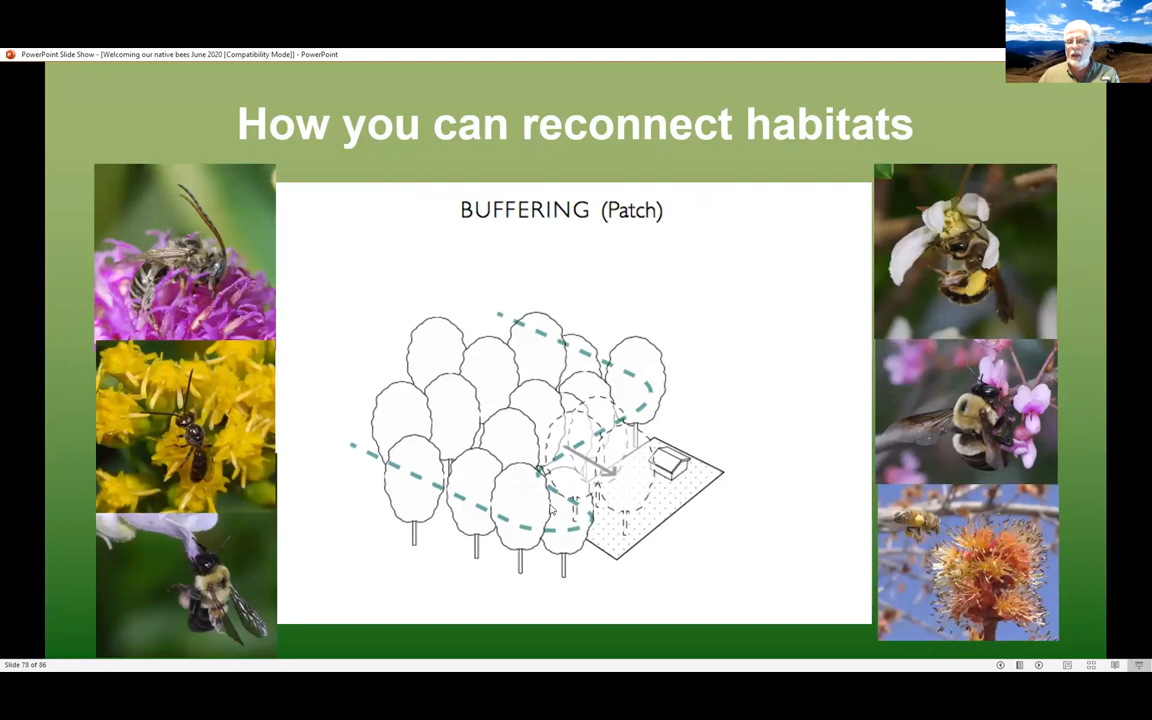 PowerPoint Slide Show - [Welcoming our native bees June 2020 [Compatibility Mode]] - PowerPoint
How you can reconnect habitats
BUFFERING (Patch)
Slide 78 of 86